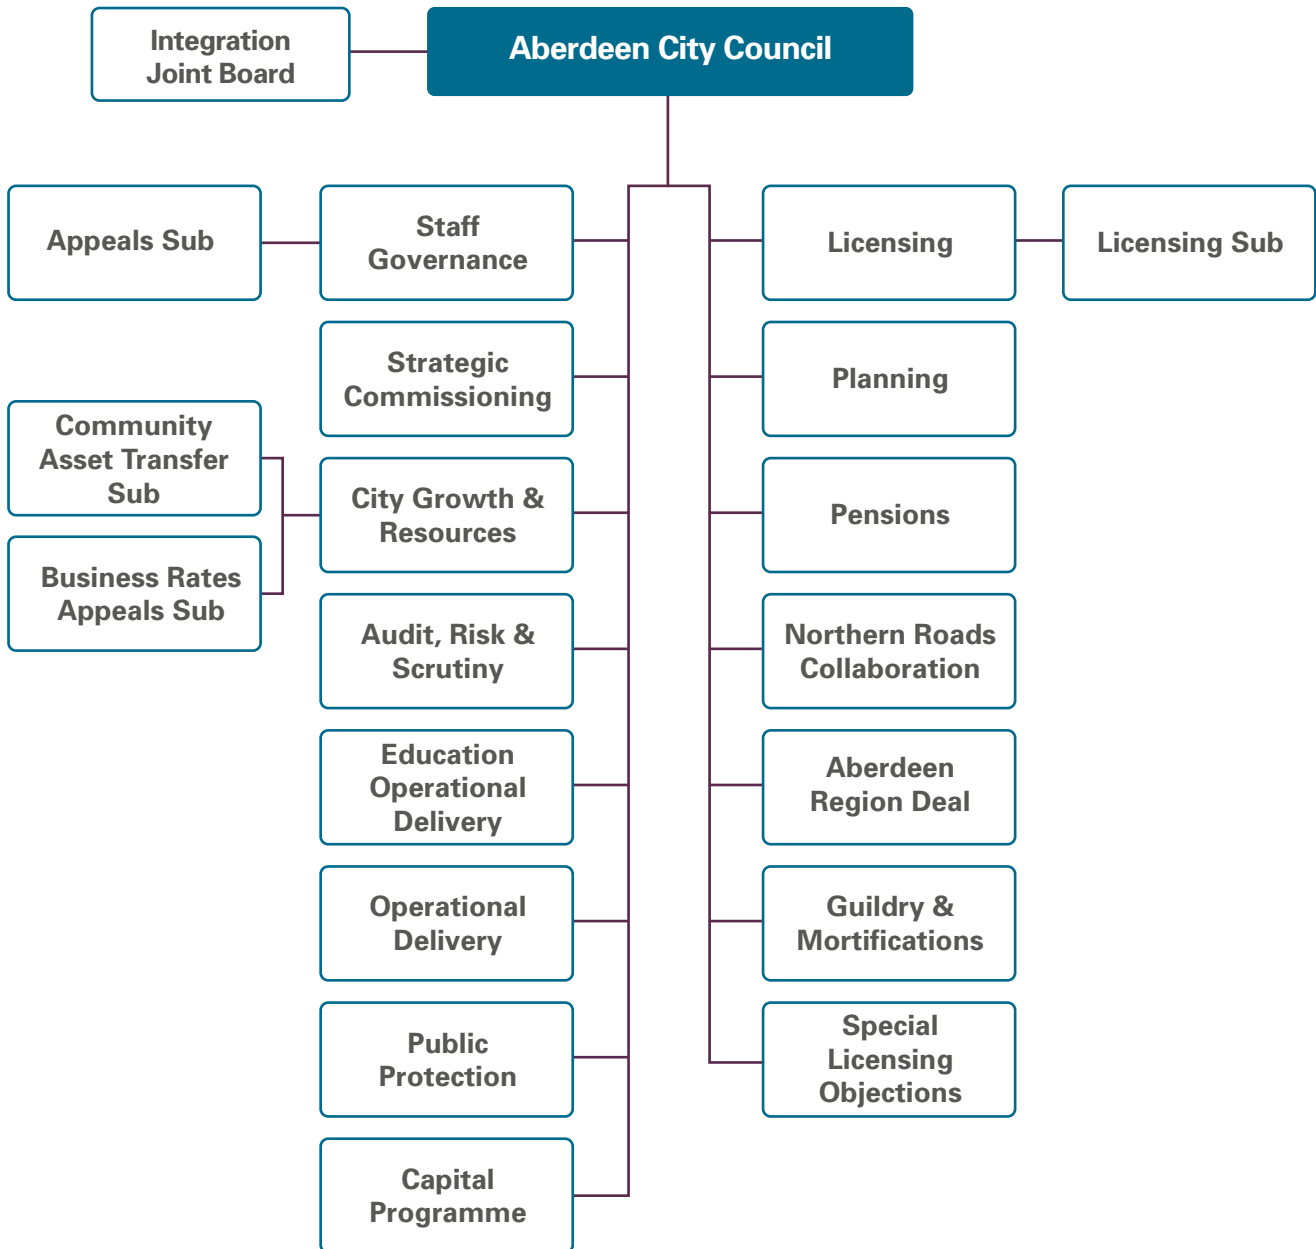 Integration
Joint Board
Aberdeen City Council
Appeals Sub
Staff
Governance
Licensing
Licensing Sub
Strategic
Commissioning
Planning
Community
Asset Transfer
Sub
City Growth &
Resources
Pensions
Business Rates
Appeals Sub
Audit, Risk &
Scrutiny
Northern Roads
Collaboration
Education
Operational
Delivery
Aberdeen
Region Deal
Operational
Delivery
Guildry &
Mortifications
Public
Protection
Special
Licensing
Objections
Capital
Programme